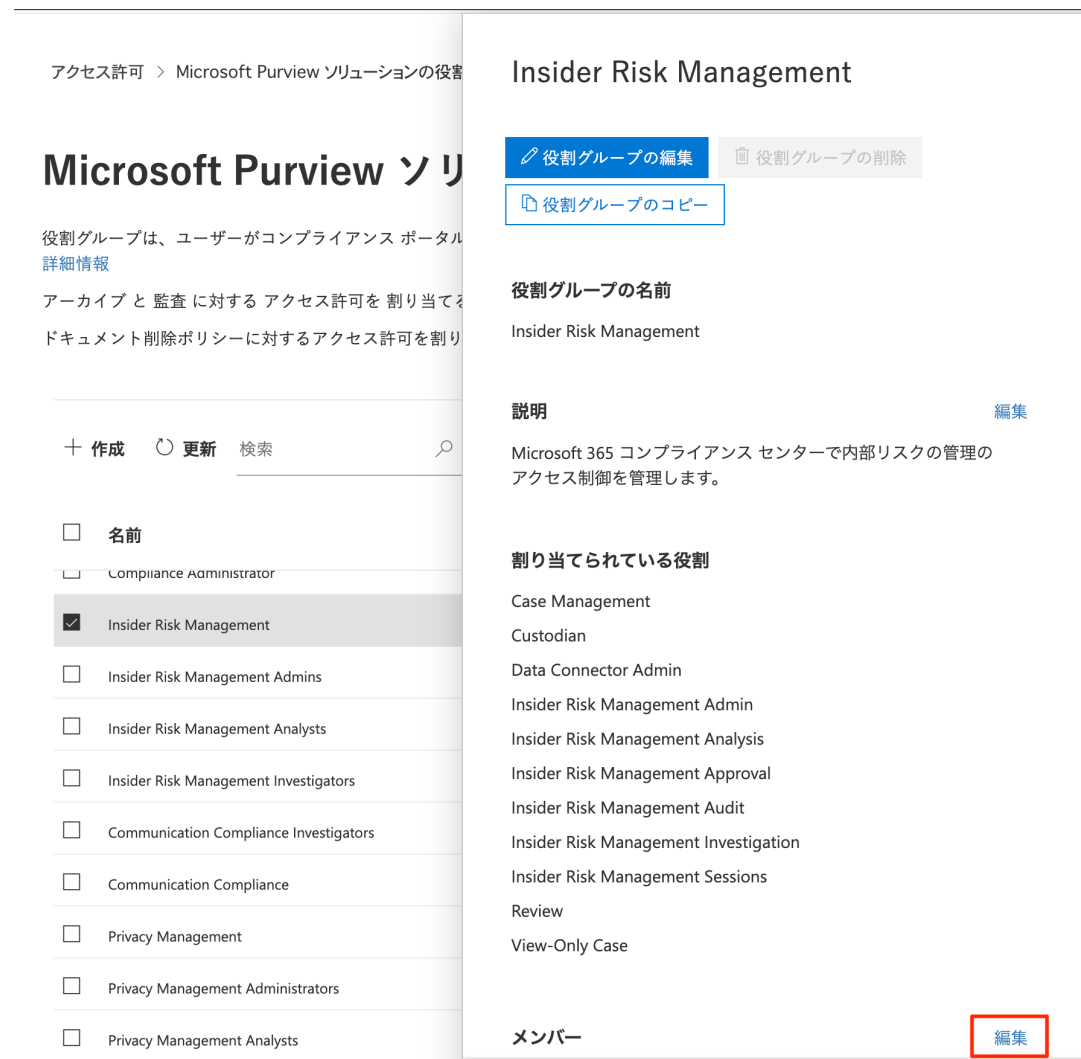 アクセス許可 > Microsoft Purview ソリューションの役割
Microsoft Purview ソリ
役割グループは、ユーザーがコンプライアンス ポータル
詳細情報
アーカイブ と 監査 に対する アクセス許可を 割り当てる
ドキュメント削除ポリシーに対するアクセス許可を割り
作成
更新
検索
名前
Compliance Administrator
Insider Risk Management
Insider Risk Management Admins
Insider Risk Management Analysts
Insider Risk Management Investigators
Communication Compliance Investigators
Communication Compliance
Privacy Management
Privacy Management Administrators
Privacy Management Analysts
Insider Risk Management
役割グループの編集
役割グループの削除
役割グループのコピー
役割グループの名前
Insider Risk Management
説明
編集
Microsoft 365 コンプライアンス センターで内部リスクの管理の
アクセス制御を管理します。
割り当てられている役割
Case Management
Custodian
Data Connector Admin
Insider Risk Management Admin
Insider Risk Management Analysis
Insider Risk Management Approval
Insider Risk Management Audit
Insider Risk Management Investigation
Insider Risk Management Sessions
Review
View-Only Case
メンバー
編集